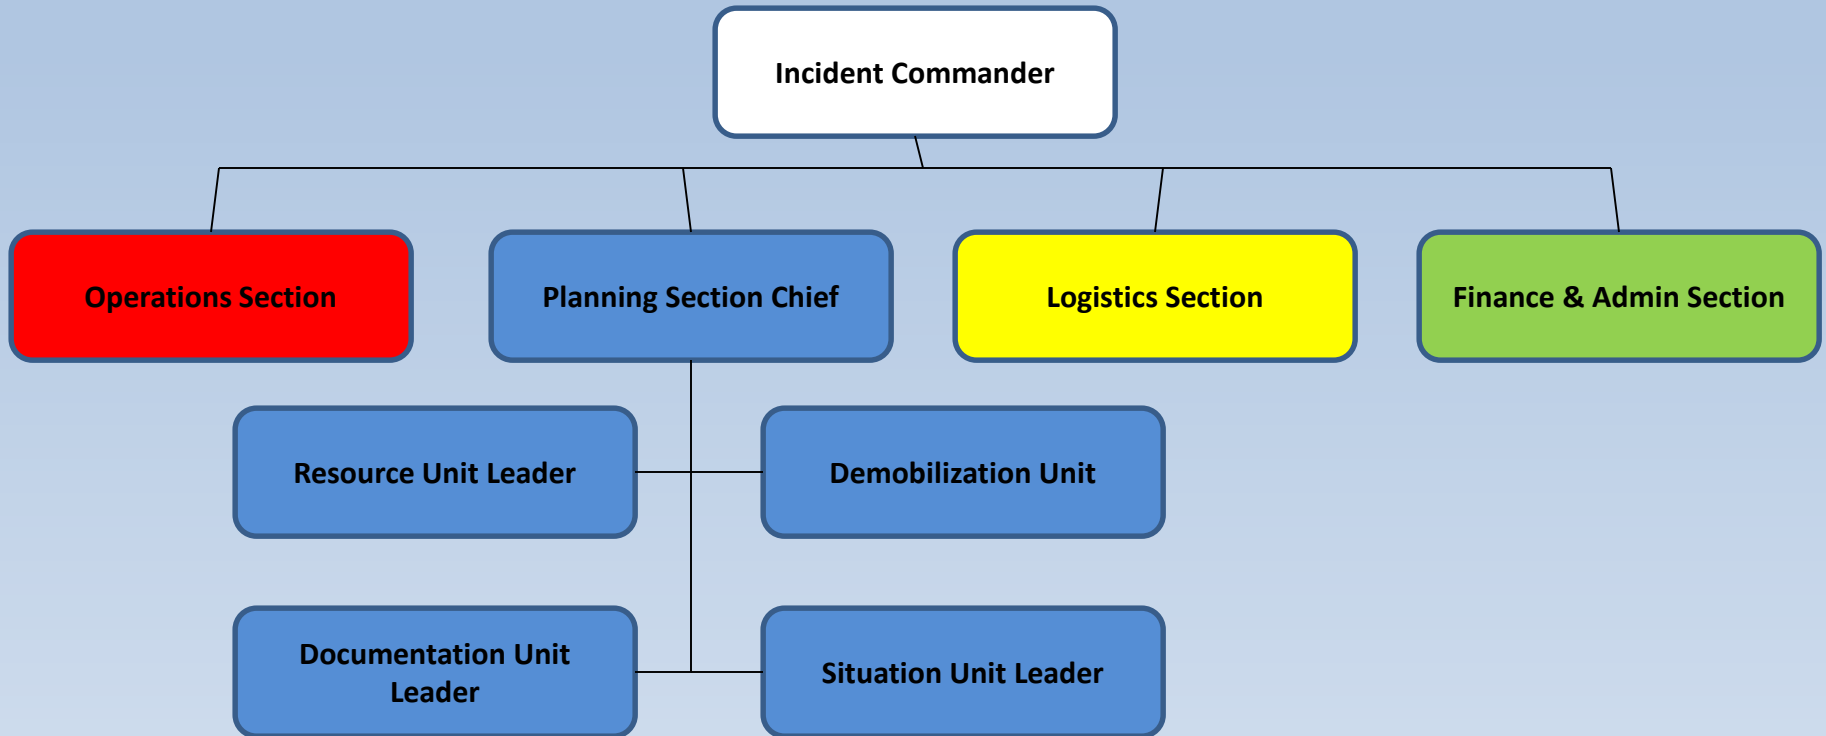 Incident Commander
Operations Section
Planning Section Chief
Logistics Section
Finance & Admin Section
Resource Unit Leader
Demobilization Unit
Documentation Unit
Leader
Situation Unit Leader